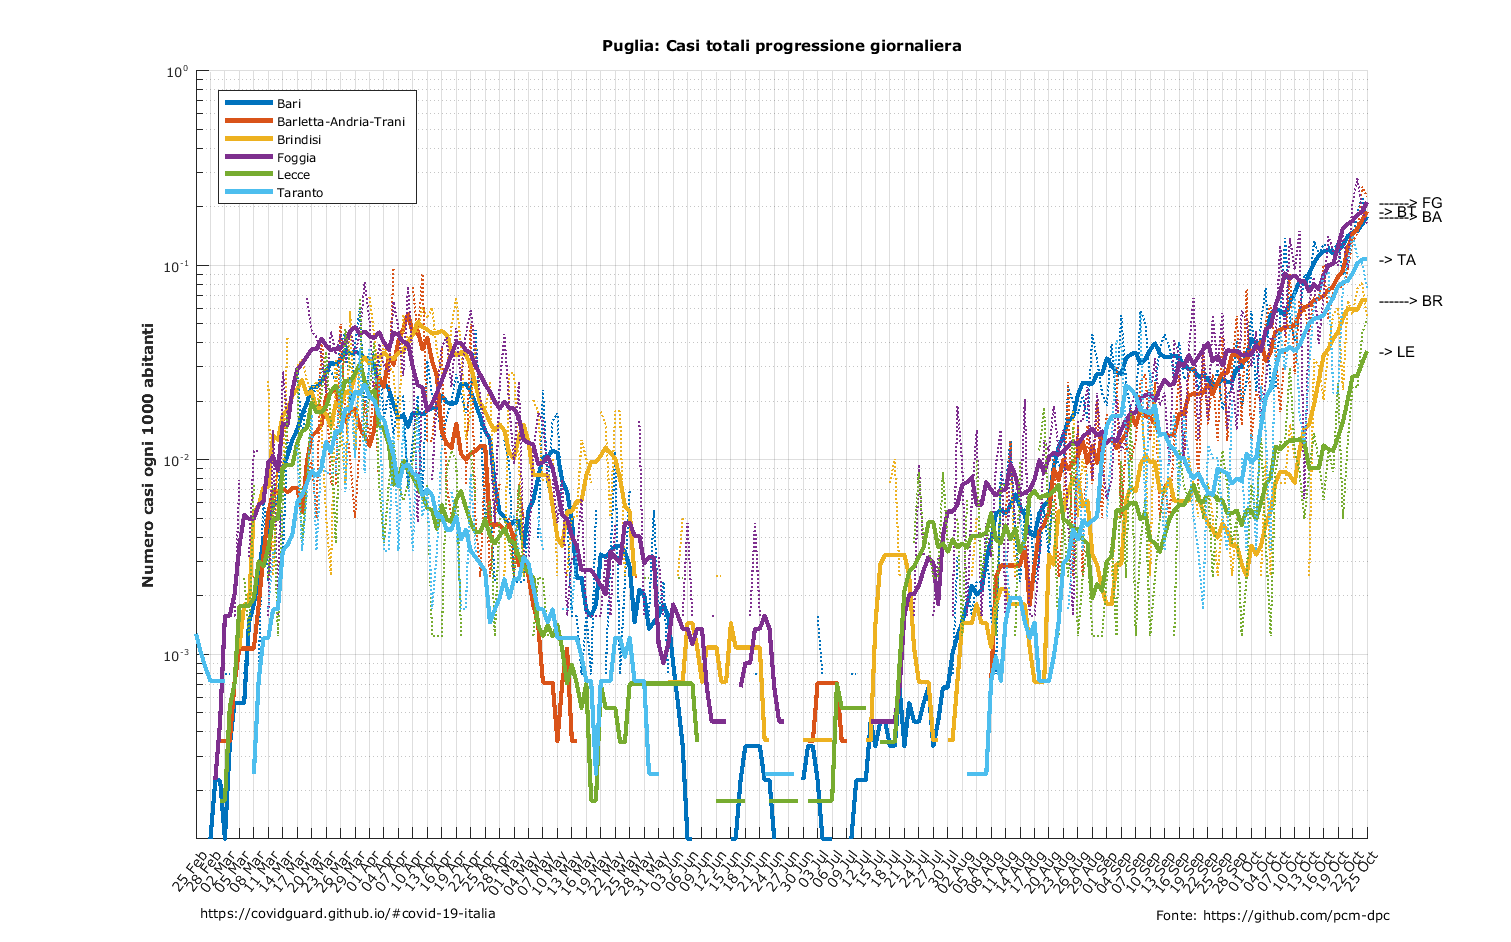 Puglia: Casi totali progressione giornaliera
10^0
10^-1
10^-2
10^-3
Numero casi ogni 1000 abitanti
Bari
Barletta-Andria-Trani
Brindisi
Foggia
Lecce
Taranto
------> FG
-> BT
------> BA
-> TA
------> BR
-> LE
25 Feb
28 Feb
02 Mar
05 Mar
08 Mar
11 Mar
14 Mar
17 Mar
20 Mar
23 Mar
26 Mar
29 Mar
01 Apr
04 Apr
07 Apr
10 Apr
13 Apr
16 Apr
19 Apr
22 Apr
25 Apr
28 Apr
01 May
04 May
07 May
10 May
13 May
16 May
19 May
22 May
25 May
28 May
31 May
03 Jun
06 Jun
09 Jun
12 Jun
15 Jun
18 Jun
21 Jun
24 Jun
27 Jun
30 Jun
03 Jul
06 Jul
09 Jul
12 Jul
15 Jul
18 Jul
21 Jul
24 Jul
27 Jul
30 Jul
02 Aug
05 Aug
08 Aug
11 Aug
14 Aug
17 Aug
20 Aug
23 Aug
26 Aug
29 Aug
01 Sep
04 Sep
07 Sep
10 Sep
13 Sep
16 Sep
19 Sep
22 Sep
25 Sep
28 Sep
01 Oct
04 Oct
07 Oct
10 Oct
13 Oct
16 Oct
19 Oct
22 Oct
25 Oct
https://covidguard.github.io/#covid-19-italia
Fonte: https://github.com/pcm-dpc